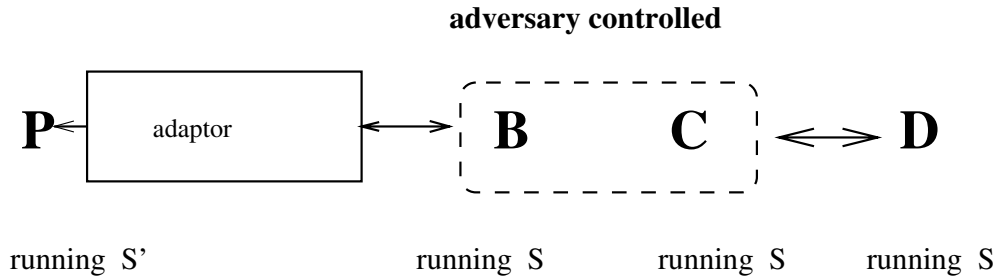 adversary controlled
P adaptor B C D
running S' running S running S running S